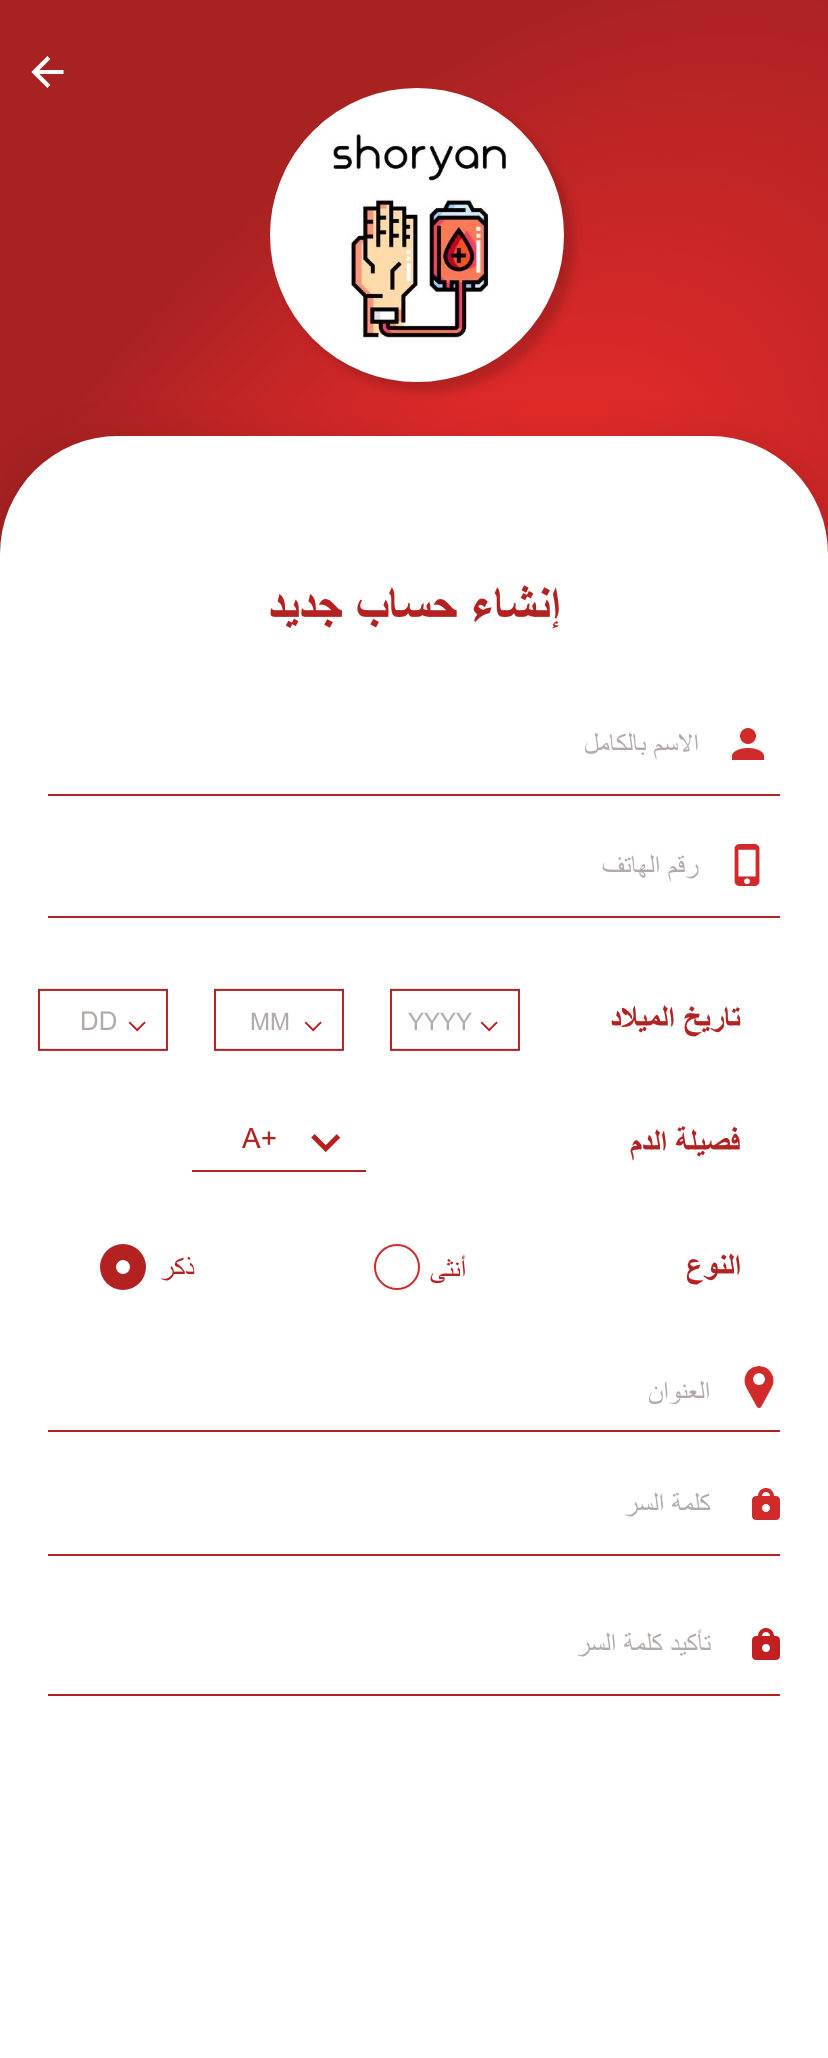 shoryan
إنشاء حساب جديد
الاسم بالكامل
رقم الهاتف
تاريخ الميلاد YYYY MM DD
فصيلة الدم A+
النوع أنثى ذكر
العنوان
كلمة السر
تأكيد كلمة السر